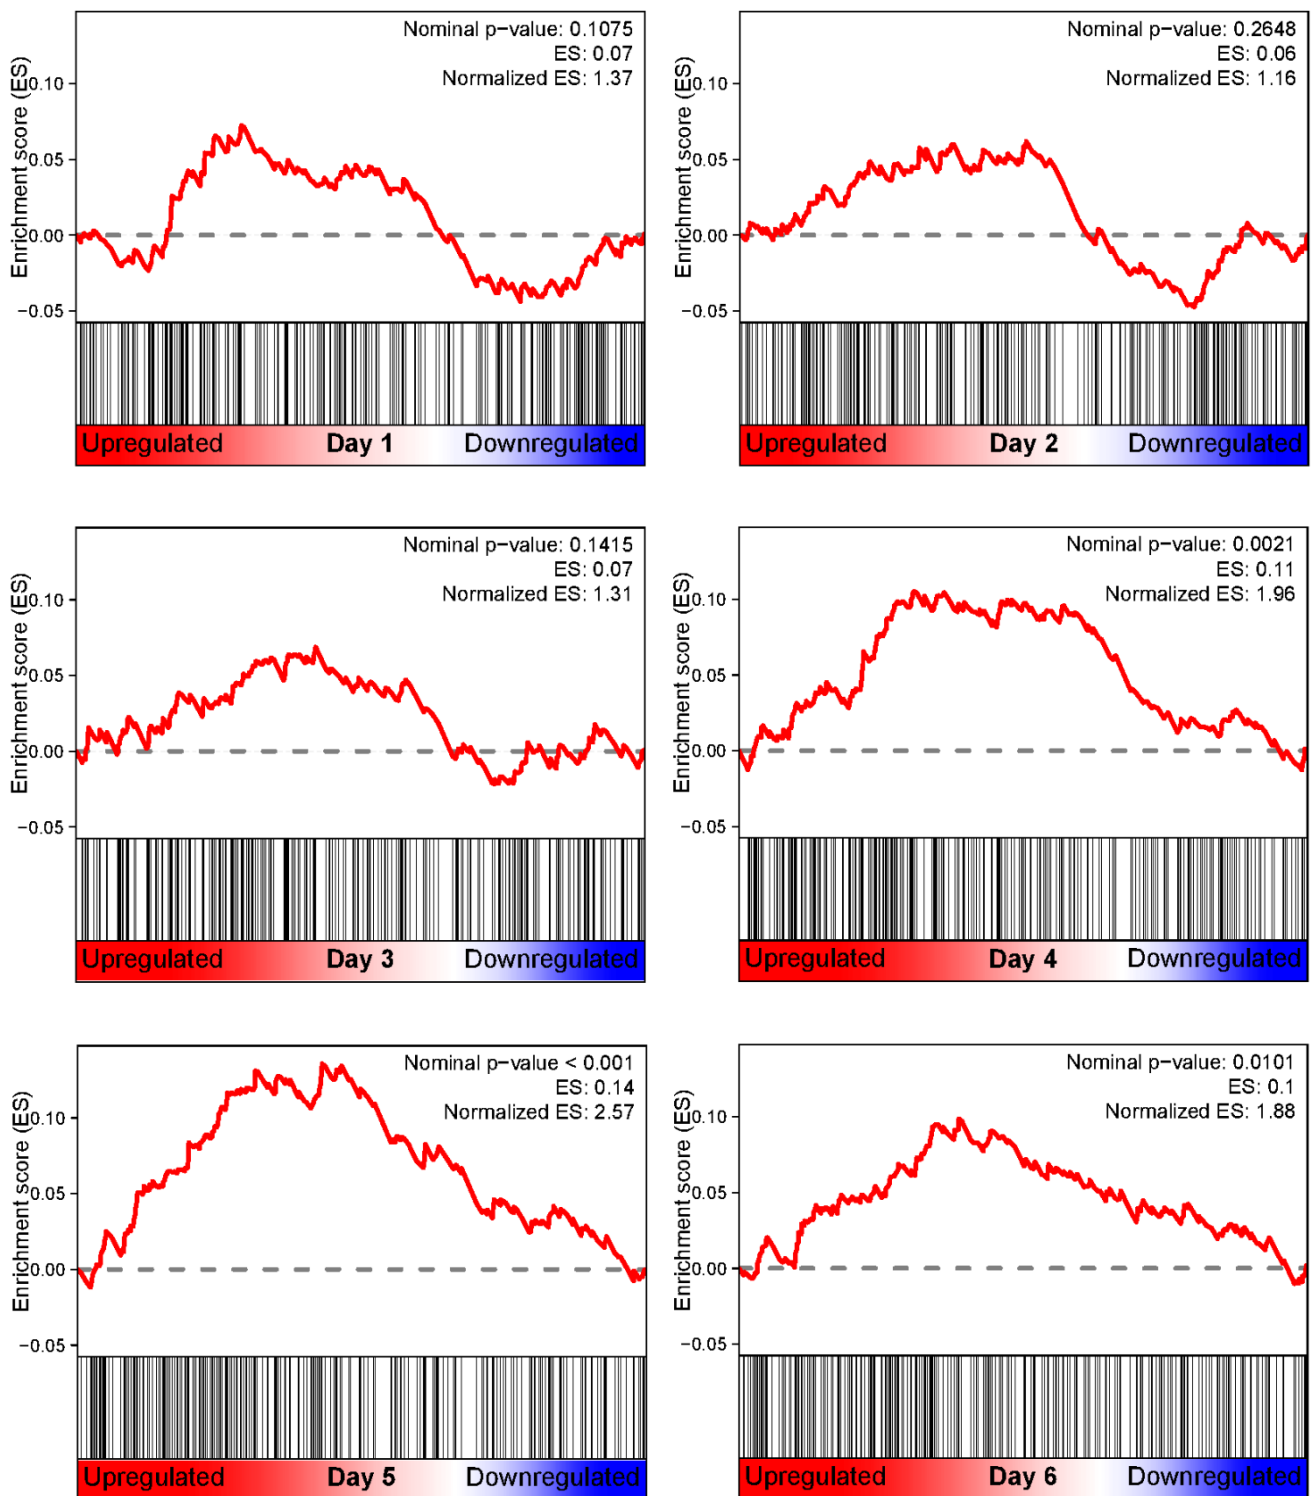 Nominal p-value: 0.1075
ES: 0.07
Normalized ES: 1.37
Enrichment score (ES)
0.10
0.05
0.00
−0.05
Upregulated Day 1 Downregulated
Nominal p-value: 0.2648
ES: 0.06
Normalized ES: 1.16
Enrichment score (ES)
0.10
0.05
0.00
−0.05
Upregulated Day 2 Downregulated
Nominal p-value: 0.1415
ES: 0.07
Normalized ES: 1.31
Enrichment score (ES)
0.10
0.05
0.00
−0.05
Upregulated Day 3 Downregulated
Nominal p-value: 0.0021
ES: 0.11
Normalized ES: 1.96
Enrichment score (ES)
0.10
0.05
0.00
−0.05
Upregulated Day 4 Downregulated
Nominal p-value < 0.001
ES: 0.14
Normalized ES: 2.57
Enrichment score (ES)
0.10
0.05
0.00
−0.05
Upregulated Day 5 Downregulated
Nominal p-value: 0.0101
ES: 0.1
Normalized ES: 1.88
Enrichment score (ES)
0.10
0.05
0.00
−0.05
Upregulated Day 6 Downregulated